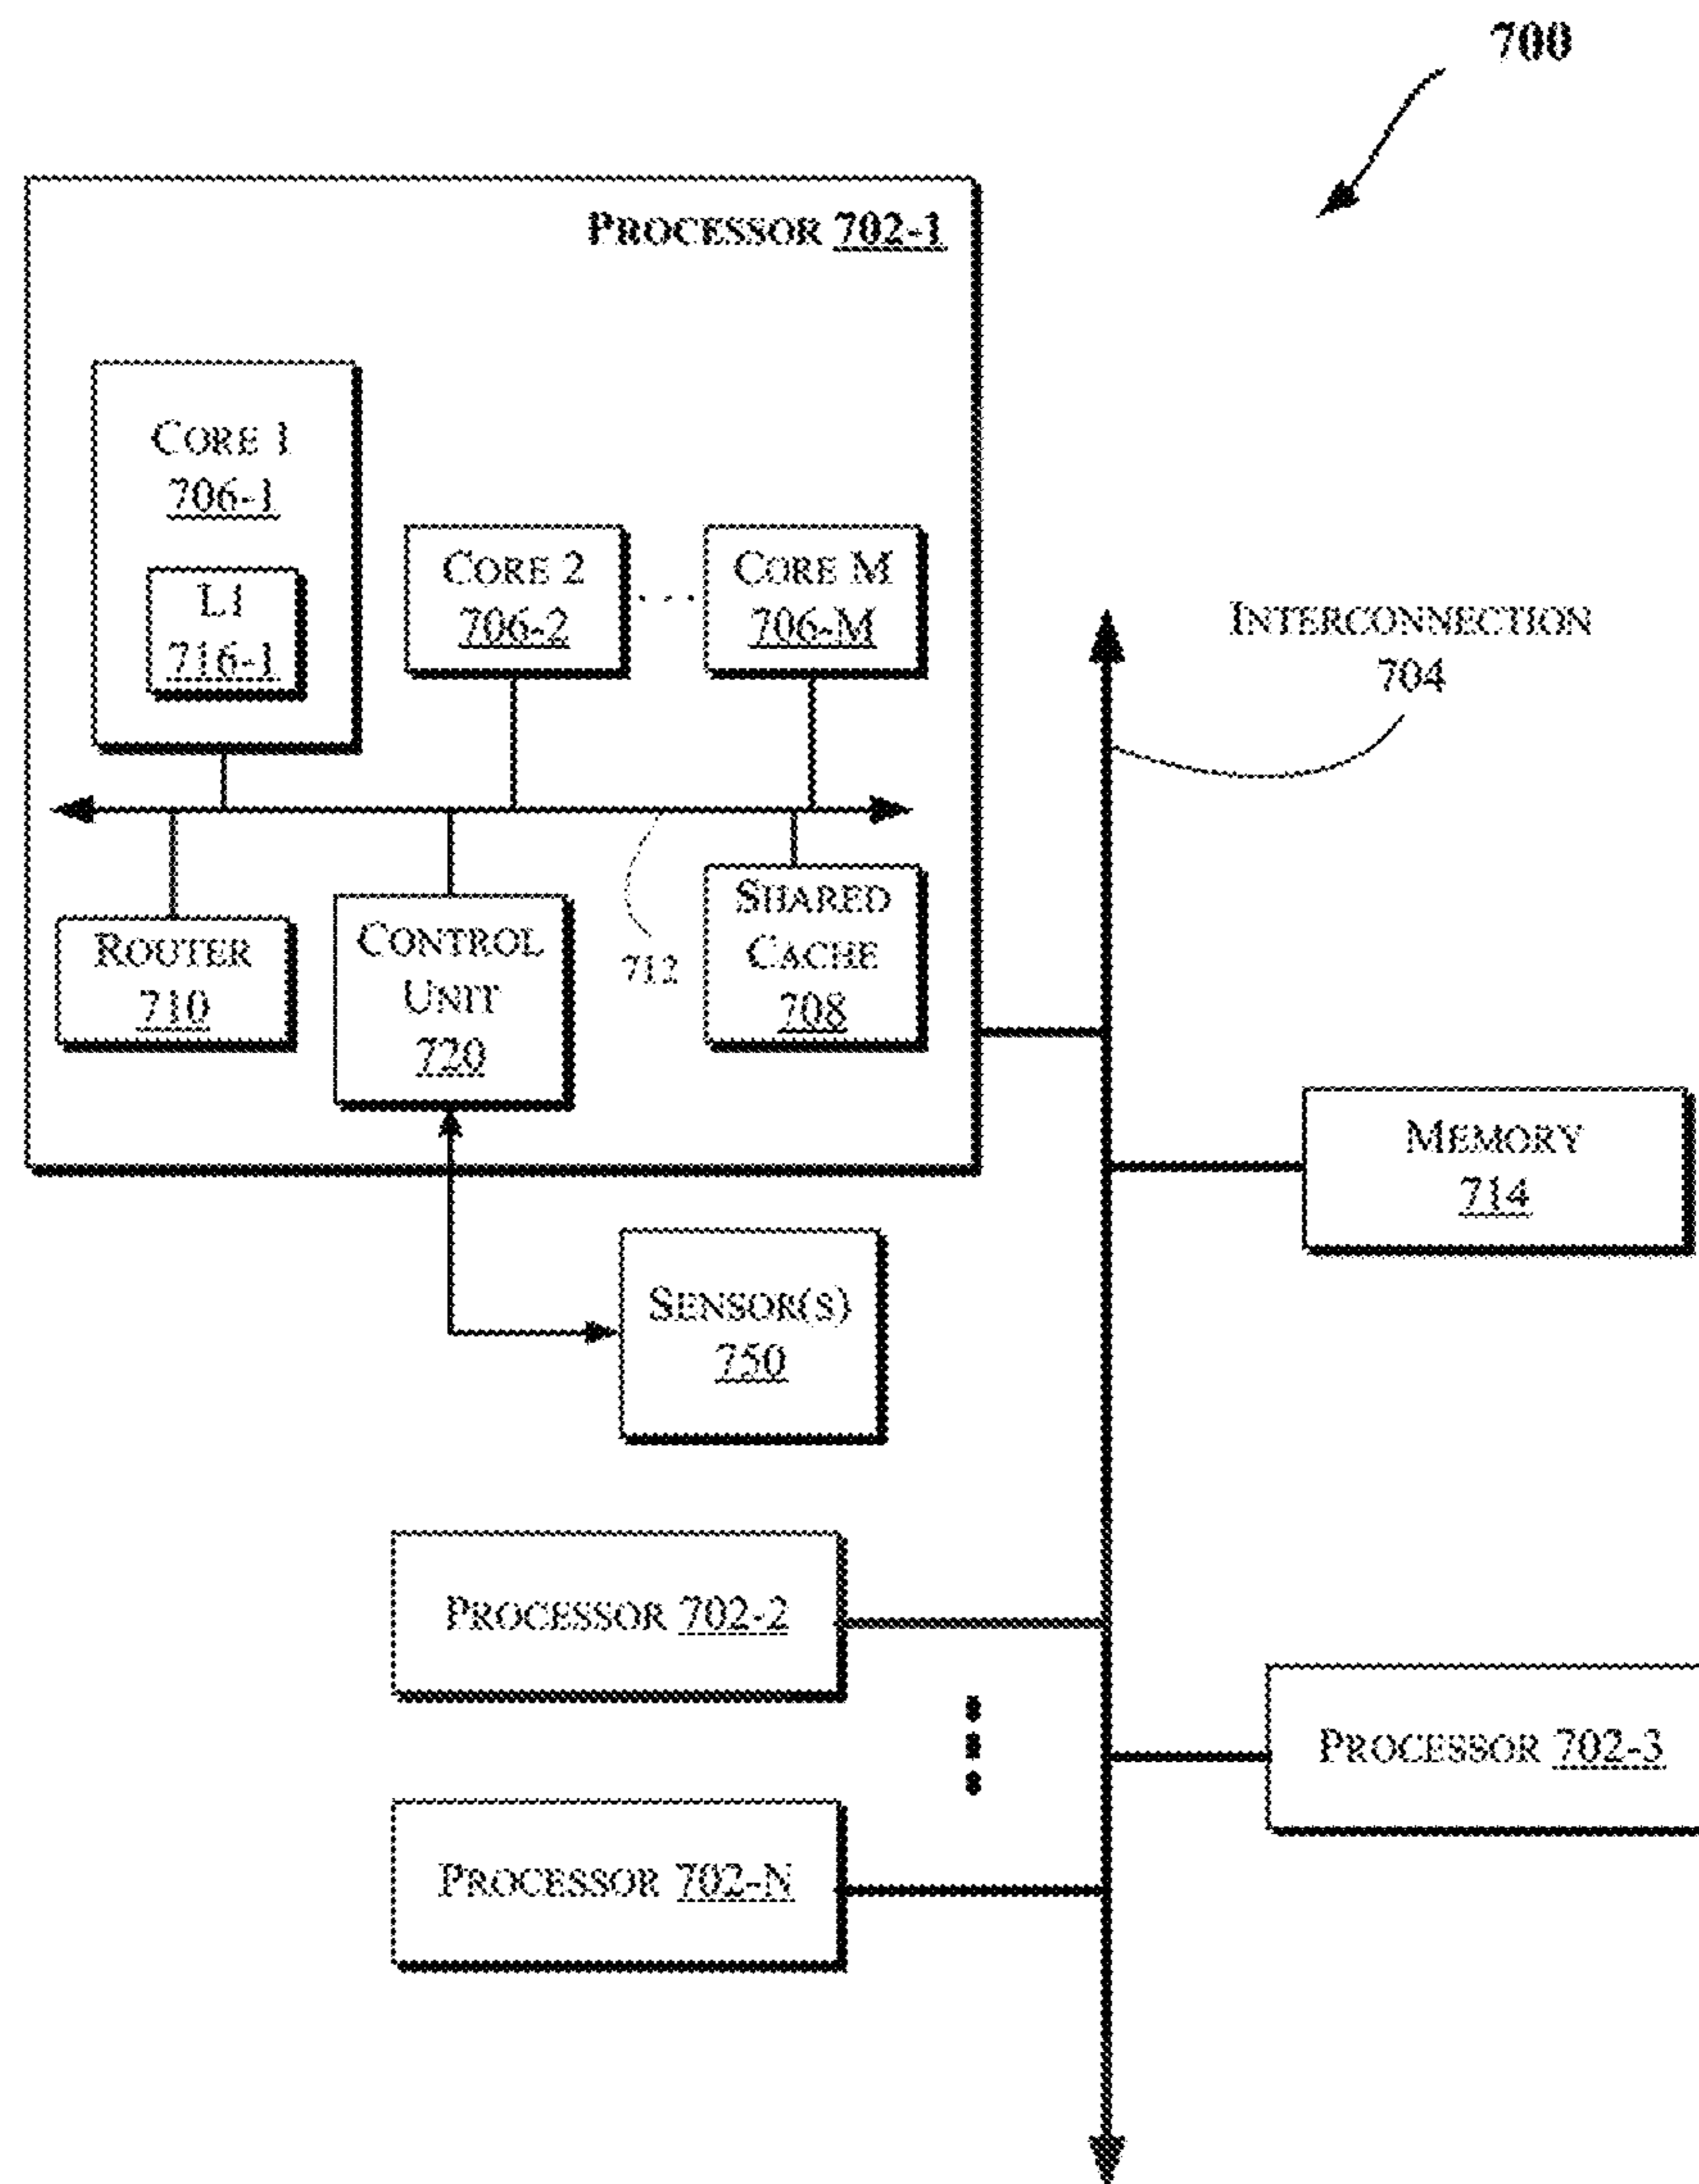 700
PROCESSOR 702-1
CORE 1
706-1
L1
716-1
CORE 2
706-2
CORE M
706-M
INTERCONNECTION
704
ROUTER
710
CONTROL
UNIT
720
712
SHARED
CACHE
708
MEMORY
714
SENSOR(S)
750
PROCESSOR 702-2
PROCESSOR 702-3
PROCESSOR 702-N